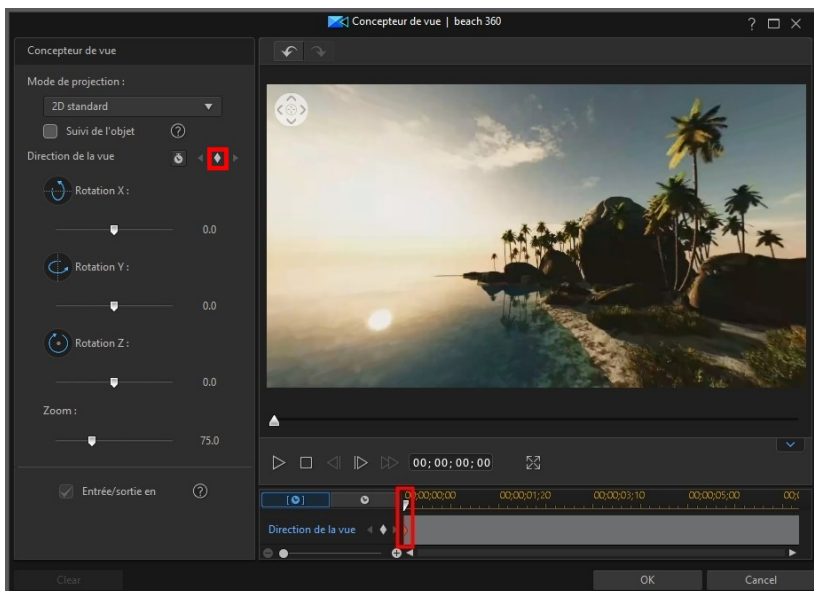 Concepteur de vue | beach 360
?
Concepteur de vue
Mode de projection :
2D standard
Suivi de l'objet ?
Direction de la vue
Rotation X :
0.0
Rotation Y :
0.0
Rotation Z :
0.0
Zoom :
75.0
Entrée/sortie en ?
00;00;00;00
00;00;00;00 00;00;01;20 00;00;03;10 00;00;05;00
Direction de la vue
Clear OK Cancel